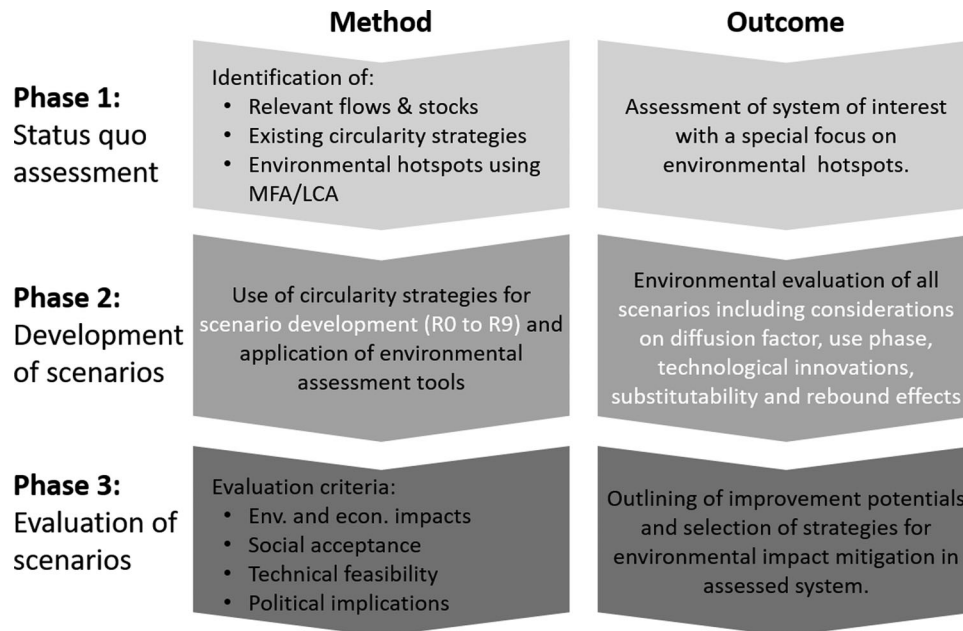 Method
Outcome
Phase 1:
Status quo
assessment
Identification of:
• Relevant flows & stocks
• Existing circularity strategies
• Environmental hotspots using
MFA/LCA
Assessment of system of interest
with a special focus on
environmental hotspots.
Phase 2:
Development
of scenarios
Use of circularity strategies for
scenario development (R0 to R9) and
application of environmental
assessment tools
Environmental evaluation of all
scenarios including considerations
on diffusion factor, use phase,
technological innovations,
substitutability and rebound effects
Phase 3:
Evaluation of
scenarios
Evaluation criteria:
• Env. and econ. impacts
• Social acceptance
• Technical feasibility
• Political implications
Outlining of improvement potentials
and selection of strategies for
environmental impact mitigation in
assessed system.